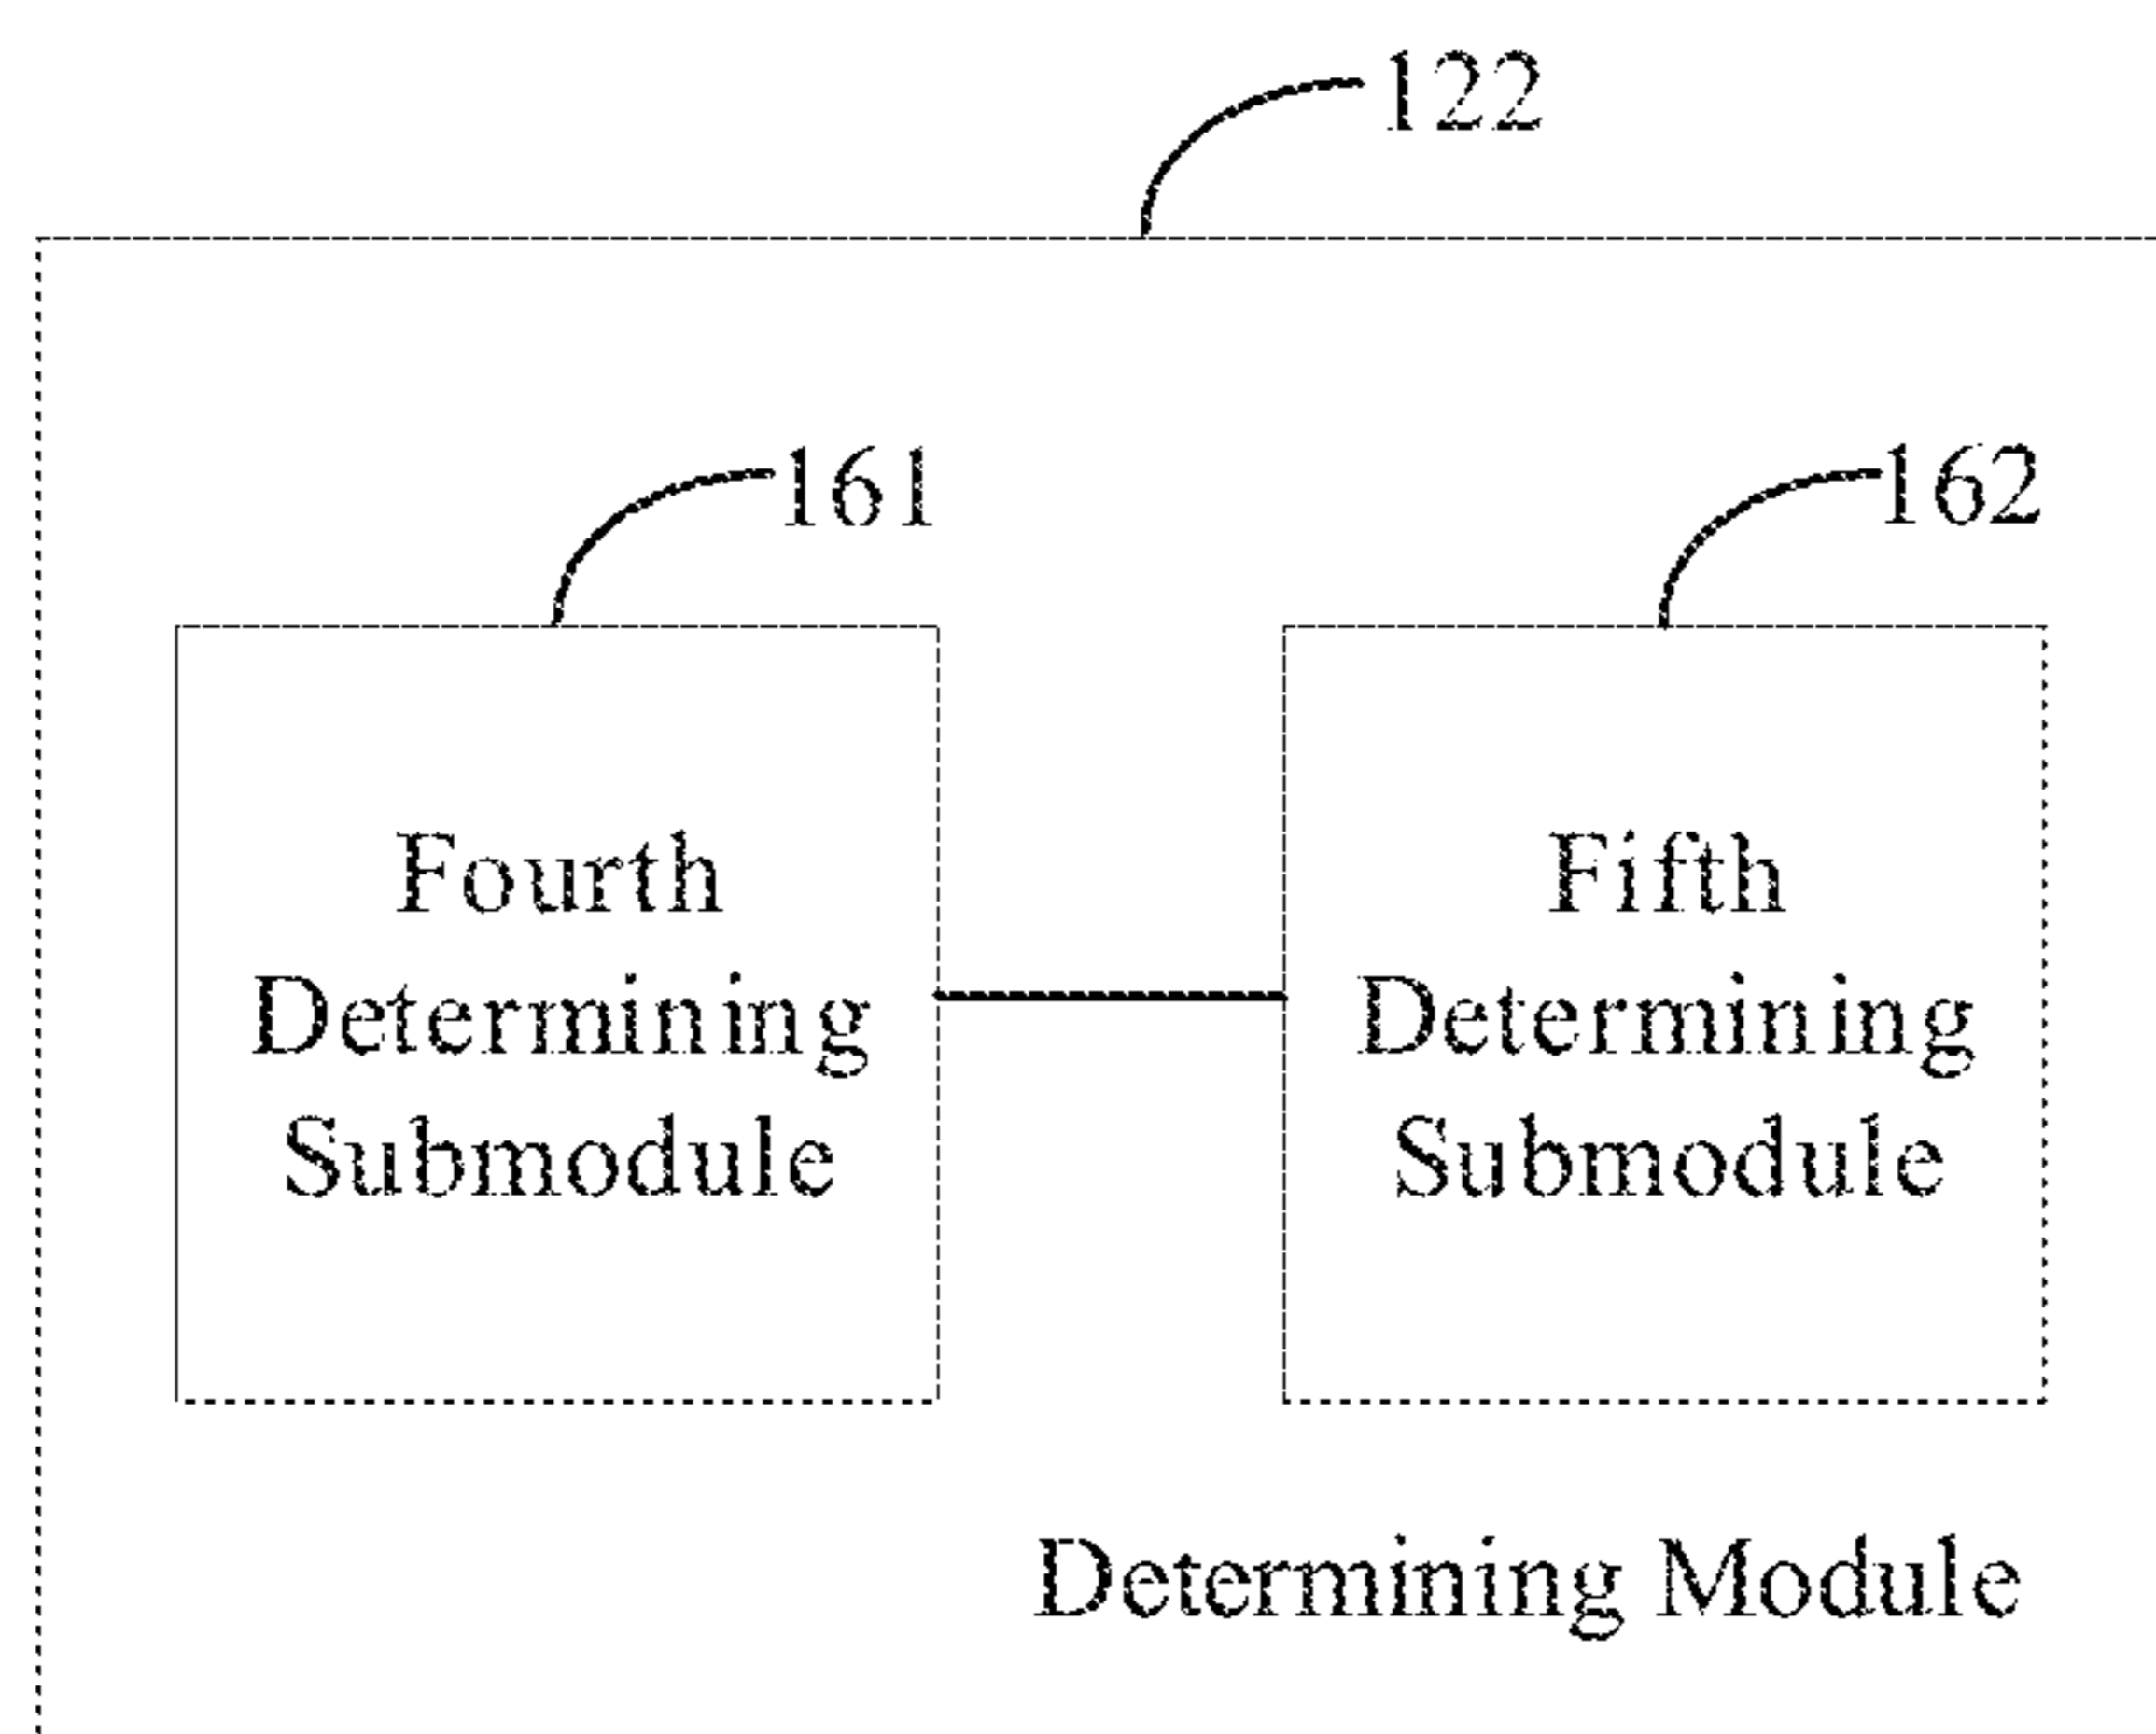 122
161
162
Fourth
Determining
Submodule
Fifth
Determining
Submodule
Determining Module